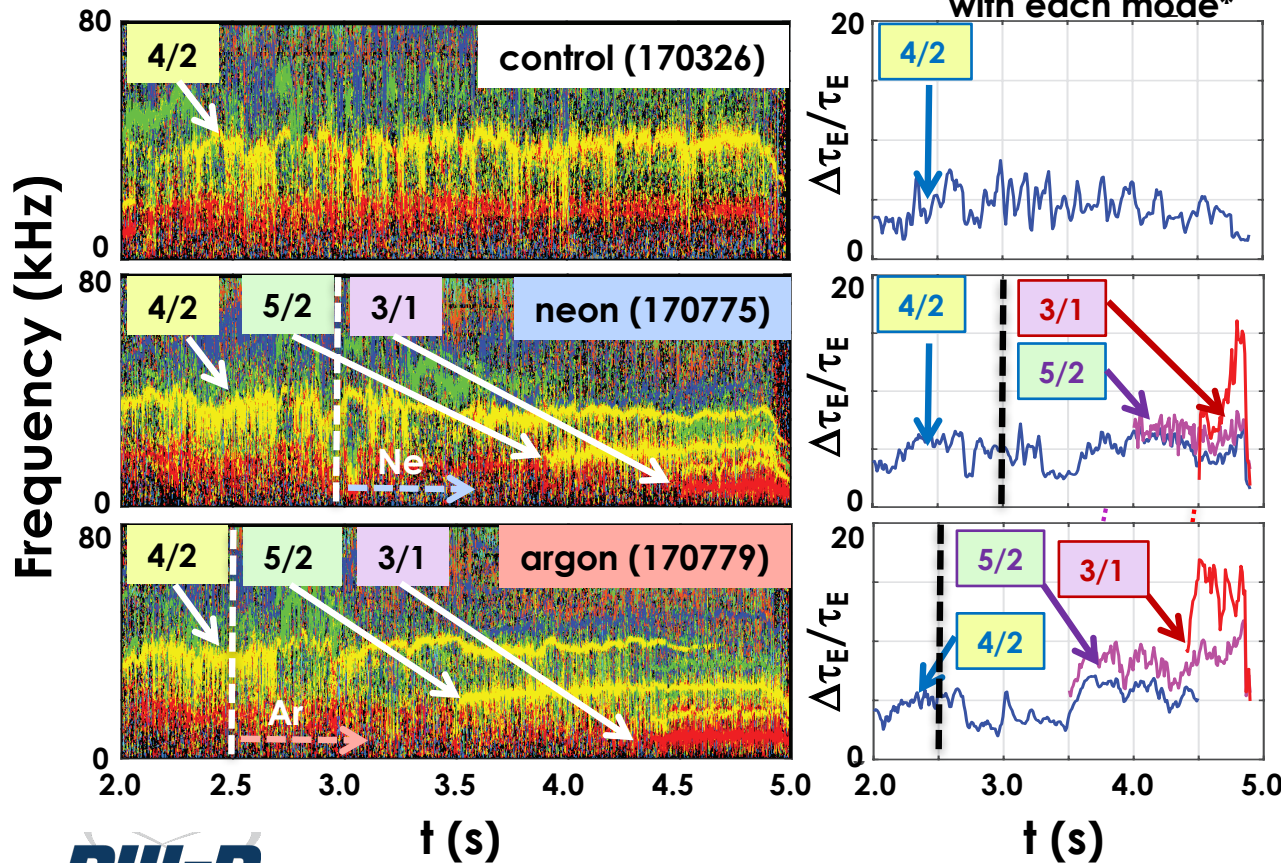 with each mode*
80
4/2
control (170326)
0
20
4/2
ΔτE/τE
0
Frequency (kHz)
80
4/2
5/2
3/1
neon (170775)
Ne
0
20
4/2
3/1
5/2
ΔτE/τE
0
80
4/2
5/2
3/1
argon (170779)
Ar
0
2.0 2.5 3.0 3.5 4.0 4.5 5.0
t (s)
20
5/2
3/1
4/2
ΔτE/τE
0
2.0 3.0 4.0 5.0
t (s)